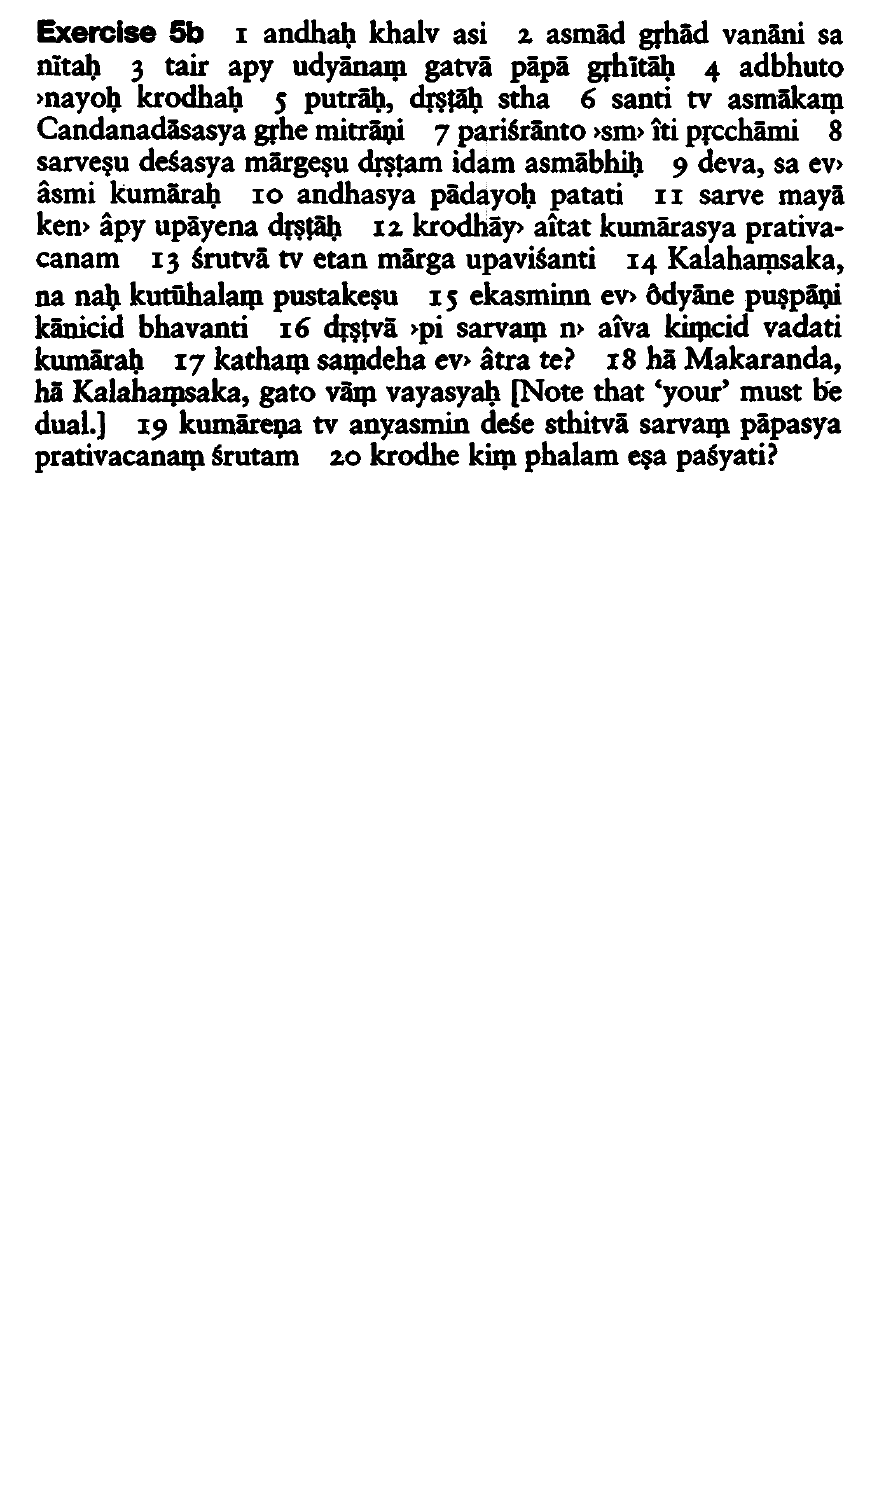 Exercise 5b 1 andhaḥ khalv asi 2 asmād gṛhād vanāni sa
nītaḥ 3 tair apy udyānaṃ gatvā pāpā gṛhītāḥ 4 adbhuto
›nayoḥ krodhaḥ 5 putrāḥ, dṛṣṭāḥ stha 6 santi tv asmākaṃ
Candanadāsasya gṛhe mitrāṇi 7 pariśrānto ›sm› îti pṛcchāmi 8
sarveṣu deśasya mārgeṣu dṛṣṭam idam asmābhiḥ 9 deva, sa ev›
âsmi kumāraḥ 10 andhasya pādayoḥ patati 11 sarve mayā
ken› âpy upāyena dṛṣṭāḥ 12 krodhāy› aîtat kumārasya prativa-
canam 13 śrutvā tv etan mārga upaviśanti 14 Kalahaṃsaka,
na naḥ kutūhalaṃ pustakeṣu 15 ekasminn ev› ôdyāne puṣpāṇi
kānicid bhavanti 16 dṛṣṭvā ›pi sarvaṃ n› aîva kiṃcid vadati
kumāraḥ 17 kathaṃ saṃdeha ev› âtra te? 18 hā Makaranda,
hā Kalahaṃsaka, gato vāṃ vayasyaḥ [Note that ‘your’ must be
dual.] 19 kumāreṇa tv anyasmin deśe sthitvā sarvaṃ pāpasya
prativacanaṃ śrutam 20 krodhe kiṃ phalam eṣa paśyati?